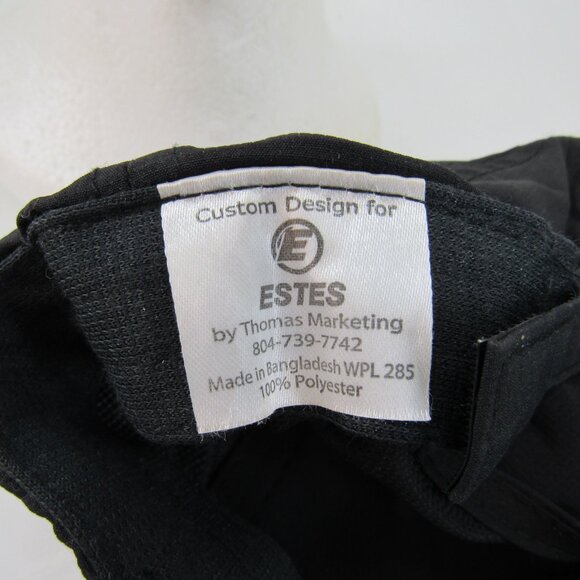 Custom Design for
E
ESTES
by Thomas Marketing
804-739-7742
Made in Bangladesh WPL 285
100% Polyester